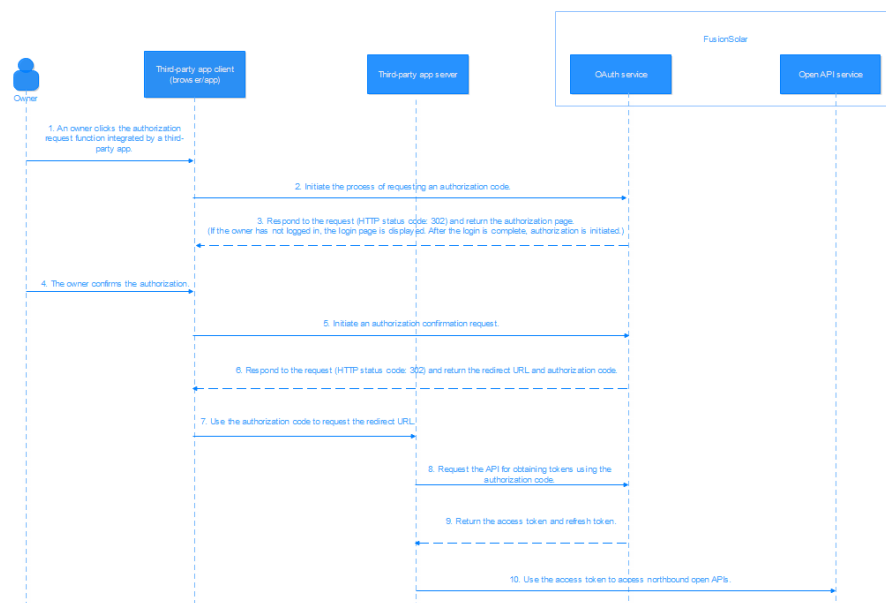 FusionSolar
Third-party app client
(browser/app)
Third-party app server
OAuth service
Open API service
Owner
1. An owner clicks the authorization
request function integrated by a third-
party app.
2. Initiate the process of requesting an authorization code.
3. Respond to the request (HTTP status code: 302) and return the authorization page.
(If the owner has not logged in, the login page is displayed. After the login is complete, authorization is initiated.)
4. The owner confirms the authorization.
5. Initiate an authorization confirmation request.
6. Respond to the request (HTTP status code: 302) and return the redirect URL and authorization code.
7. Use the authorization code to request the redirect URL.
8. Request the API for obtaining tokens using the
authorization code.
9. Return the access token and refresh token.
10. Use the access token to access northbound open APIs.